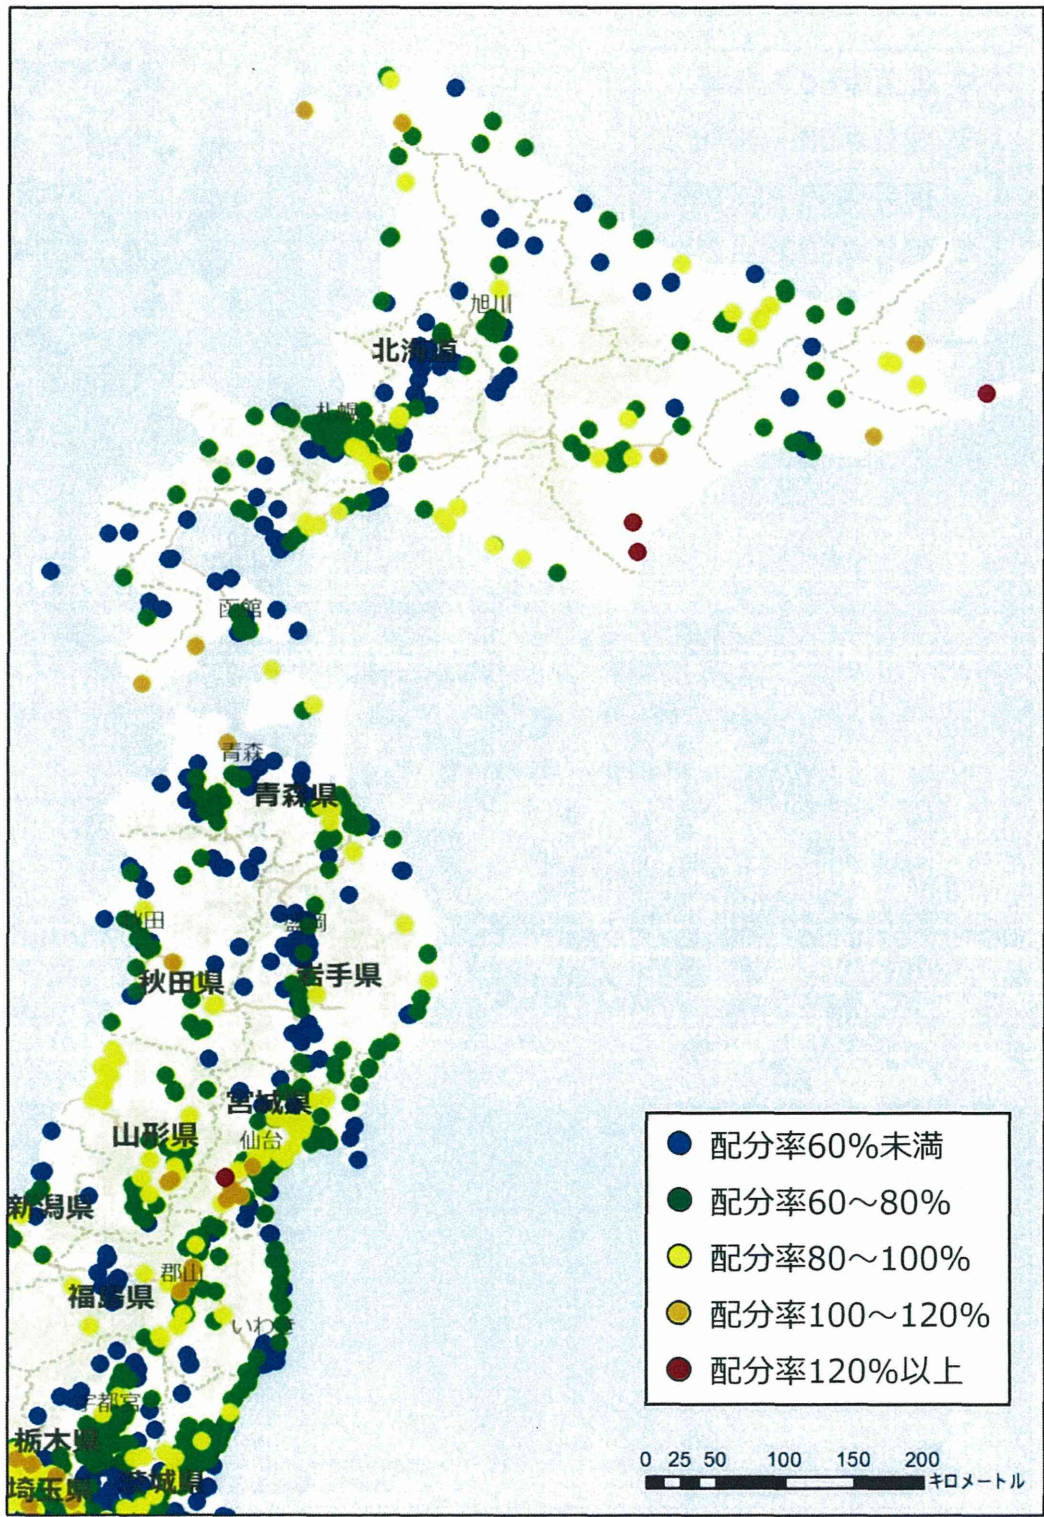 旭川
北海道
札幌
函館
青森
青森県
盛岡
秋田県
岩手県
宮城県
山形県
仙台
新潟県
郡山
福島県
いわき
宇都宮
栃木県
茨城県
埼玉県
配分率60%未満
配分率60～80%
配分率80～100%
配分率100～120%
配分率120%以上
0 25 50 100 150 200
キロメートル